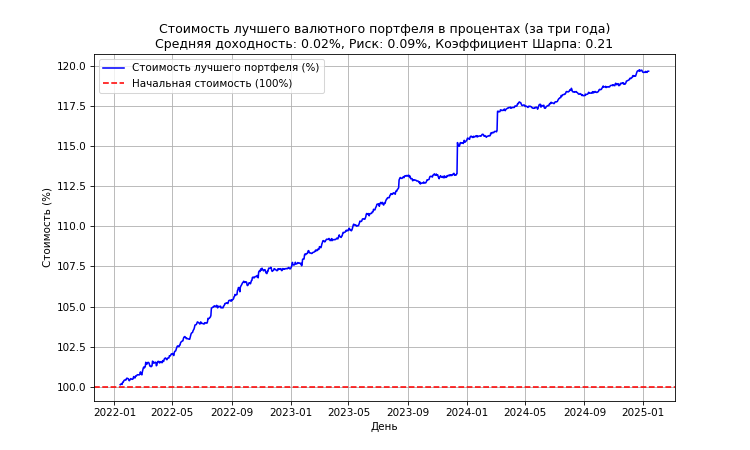 Стоимость лучшего валютного портфеля в процентах (за три года)
Средняя доходность: 0.02%, Риск: 0.09%, Коэффициент Шарпа: 0.21
Стоимость лучшего портфеля (%)
Начальная стоимость (100%)
Стоимость (%)
120.0
117.5
115.0
112.5
110.0
107.5
105.0
102.5
100.0
2022-01 2022-05 2022-09 2023-01 2023-05 2023-09 2024-01 2024-05 2024-09 2025-01
День